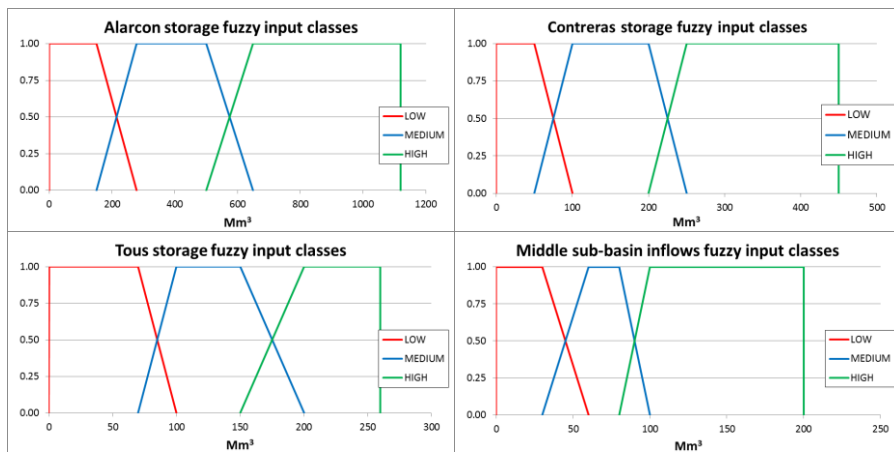 Alarcon storage fuzzy input classes
1.00
0.75
0.50
0.25
0.00
0 200 400 600 800 1000 1200
Mm³
LOW
MEDIUM
HIGH
Contreras storage fuzzy input classes
1.00
0.75
0.50
0.25
0.00
0 100 200 300 400 500
Mm³
LOW
MEDIUM
HIGH
Tous storage fuzzy input classes
1.00
0.75
0.50
0.25
0.00
0 50 100 150 200 250 300
Mm³
LOW
MEDIUM
HIGH
Middle sub-basin inflows fuzzy input classes
1.00
0.75
0.50
0.25
0.00
0 50 100 150 200 250
Mm³
LOW
MEDIUM
HIGH